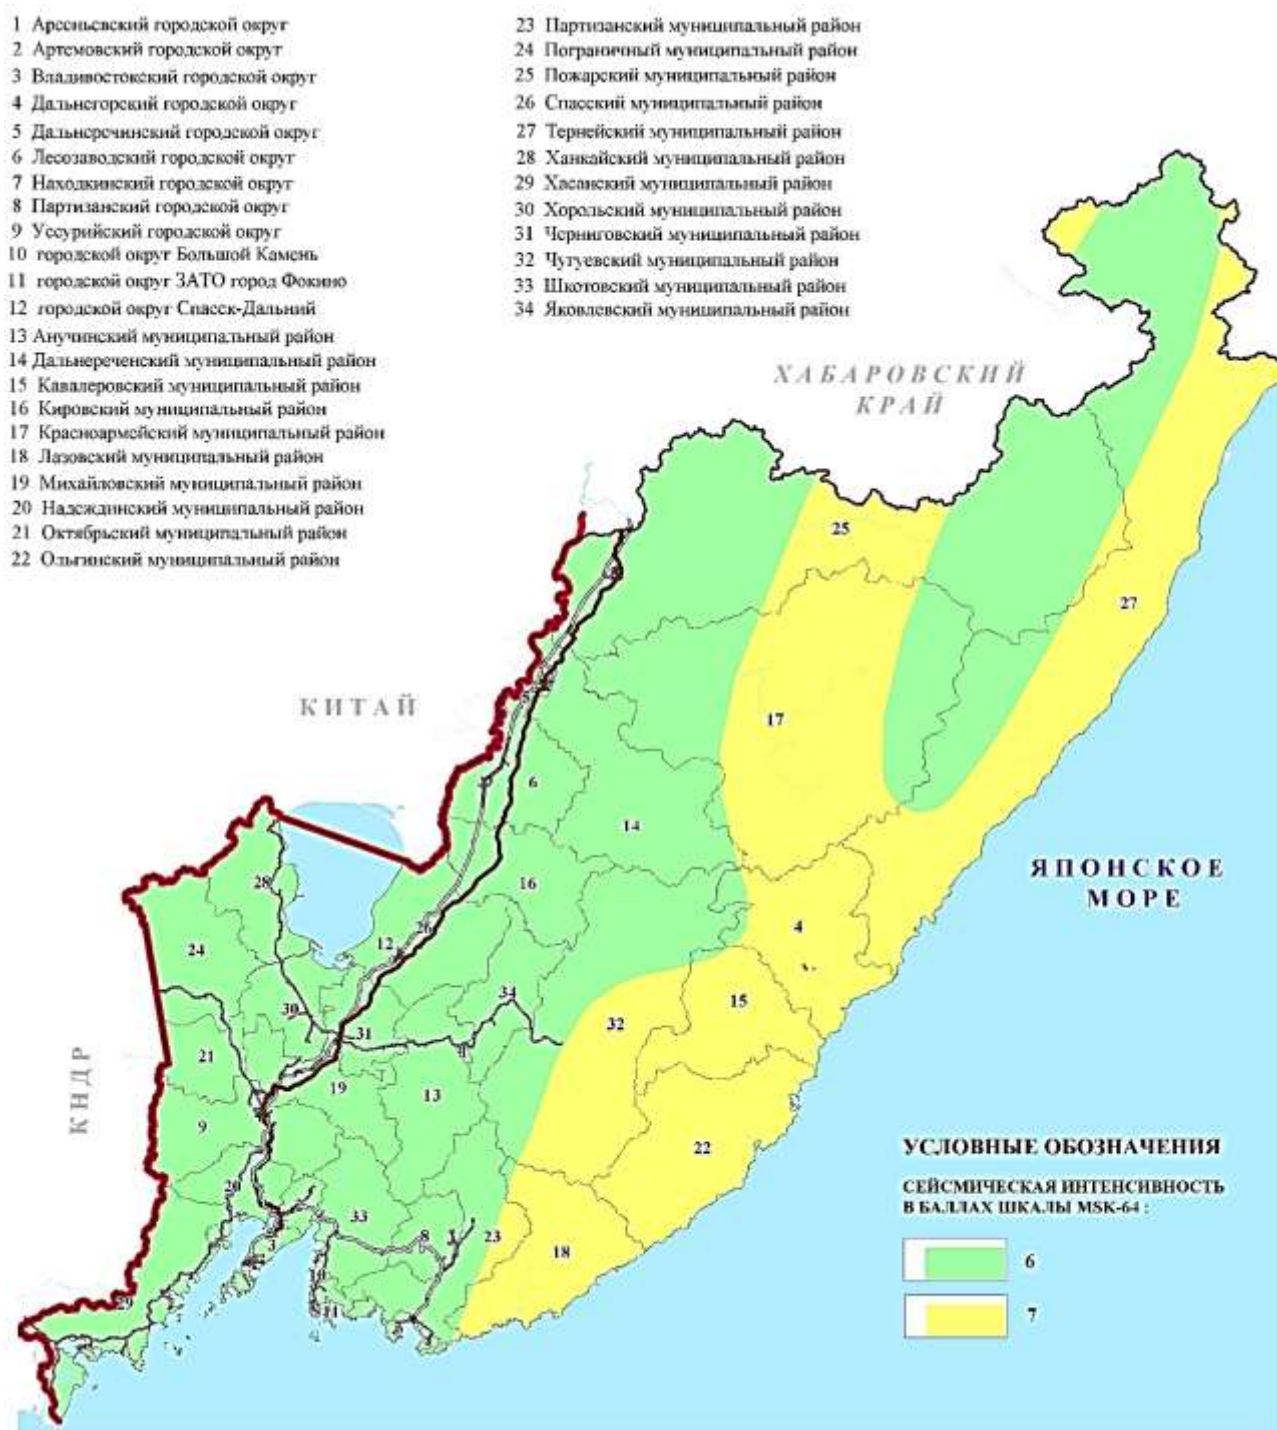 1 Арсеньевский городской округ
2 Артемовский городской округ
3 Владивостокский городской округ
4 Дальнегорский городской округ
5 Дальнеречинский городской округ
6 Лесозаводский городской округ
7 Находкинский городской округ
8 Партизанский городской округ
9 Уссурийский городской округ
10 городской округ Большой Камень
11 городской округ ЗАТО город Фокино
12 городской округ Спасск-Дальний
13 Анучинский муниципальный район
14 Дальнереченский муниципальный район
15 Кавалеровский муниципальный район
16 Кировский муниципальный район
17 Красноармейский муниципальный район
18 Лазовский муниципальный район
19 Михайловский муниципальный район
20 Надеждинский муниципальный район
21 Октябрьский муниципальный район
22 Ольгинский муниципальный район
23 Партизанский муниципальный район
24 Пограничный муниципальный район
25 Пожарский муниципальный район
26 Спасский муниципальный район
27 Тернейский муниципальный район
28 Ханкайский муниципальный район
29 Хасанский муниципальный район
30 Хорольский муниципальный район
31 Черниговский муниципальный район
32 Чугуевский муниципальный район
33 Шкотовский муниципальный район
34 Яковлевский муниципальный район
ХАБАРОВСКИЙ
КРАЙ
25
27
КИТАЙ
17
6
14
16
28
ЯПОНСКОЕ
МОРЕ
26
4
12
24
34
15
30
32
31
21
КНДР
19
13
9
22
20
33
8
23
18
3
10
11
29
УСЛОВНЫЕ ОБОЗНАЧЕНИЯ
СЕЙСМИЧЕСКАЯ ИНТЕНСИВНОСТЬ
В БАЛЛАХ ШКАЛЫ MSK-64 :
6
7